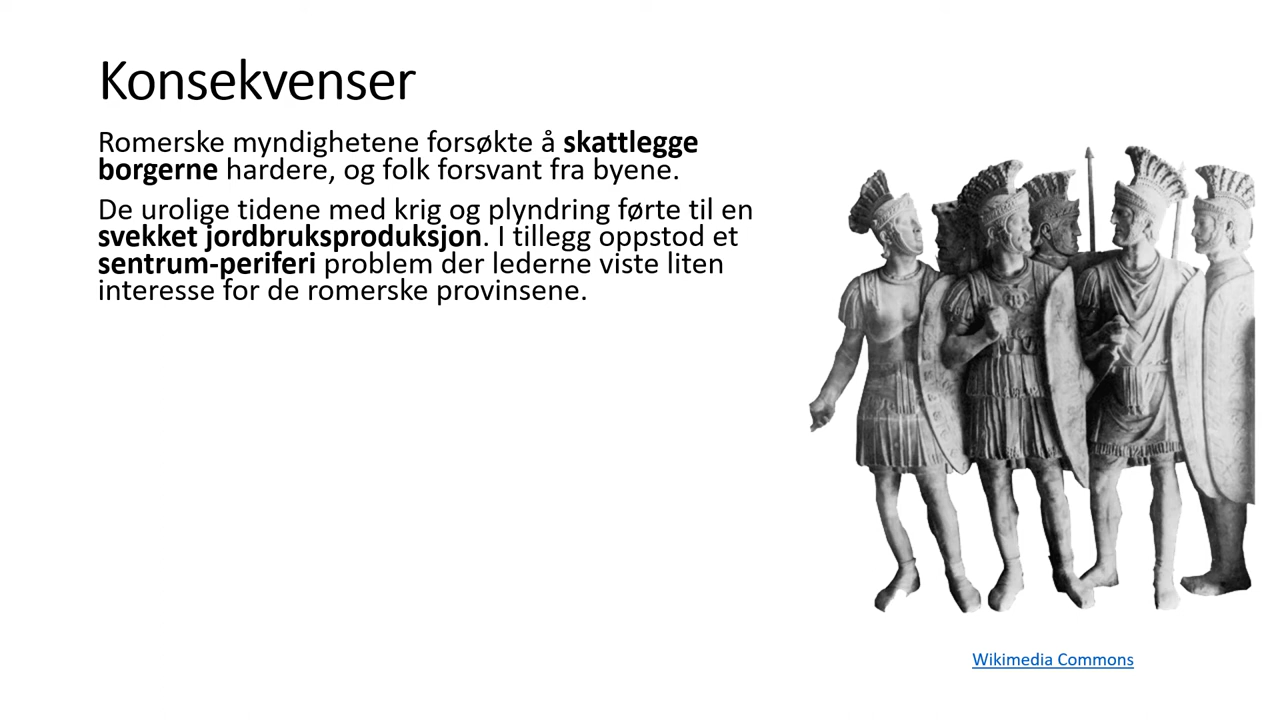 Konsekvenser
Romerske myndighetene forsøkte å skattlegge
borgerne hardere, og folk forsvant fra byene.
De urolige tidene med krig og plyndring førte til en
svekket jordbruksproduksjon. I tillegg oppstod et
sentrum-periferi problem der lederne viste liten
interesse for de romerske provinsene.
Wikimedia Commons